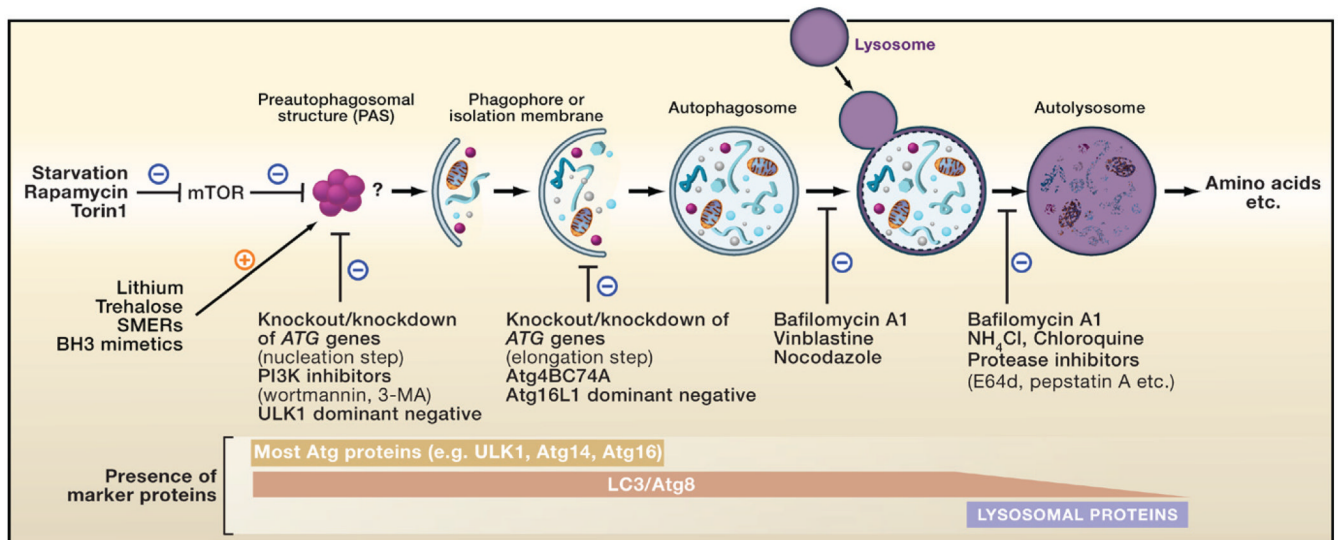 Lysosome
Preautophagosomal
structure (PAS)
Phagophore or
isolation membrane
Autophagosome
Autolysosome
Starvation
Rapamycin
Torin1
mTOR
?
Amino acids
etc.
Lithium
Trehalose
SMERs
BH3 mimetics
Knockout/knockdown
of ATG genes
(nucleation step)
PI3K inhibitors
(wortmannin, 3-MA)
ULK1 dominant negative
Knockout/knockdown of
ATG genes
(elongation step)
Atg4BC74A
Atg16L1 dominant negative
Bafilomycin A1
Vinblastine
Nocodazole
Bafilomycin A1
NH4Cl, Chloroquine
Protease inhibitors
(E64d, pepstatin A etc.)
Presence of
marker proteins
Most Atg proteins (e.g. ULK1, Atg14, Atg16)
LC3/Atg8
LYSOSOMAL PROTEINS